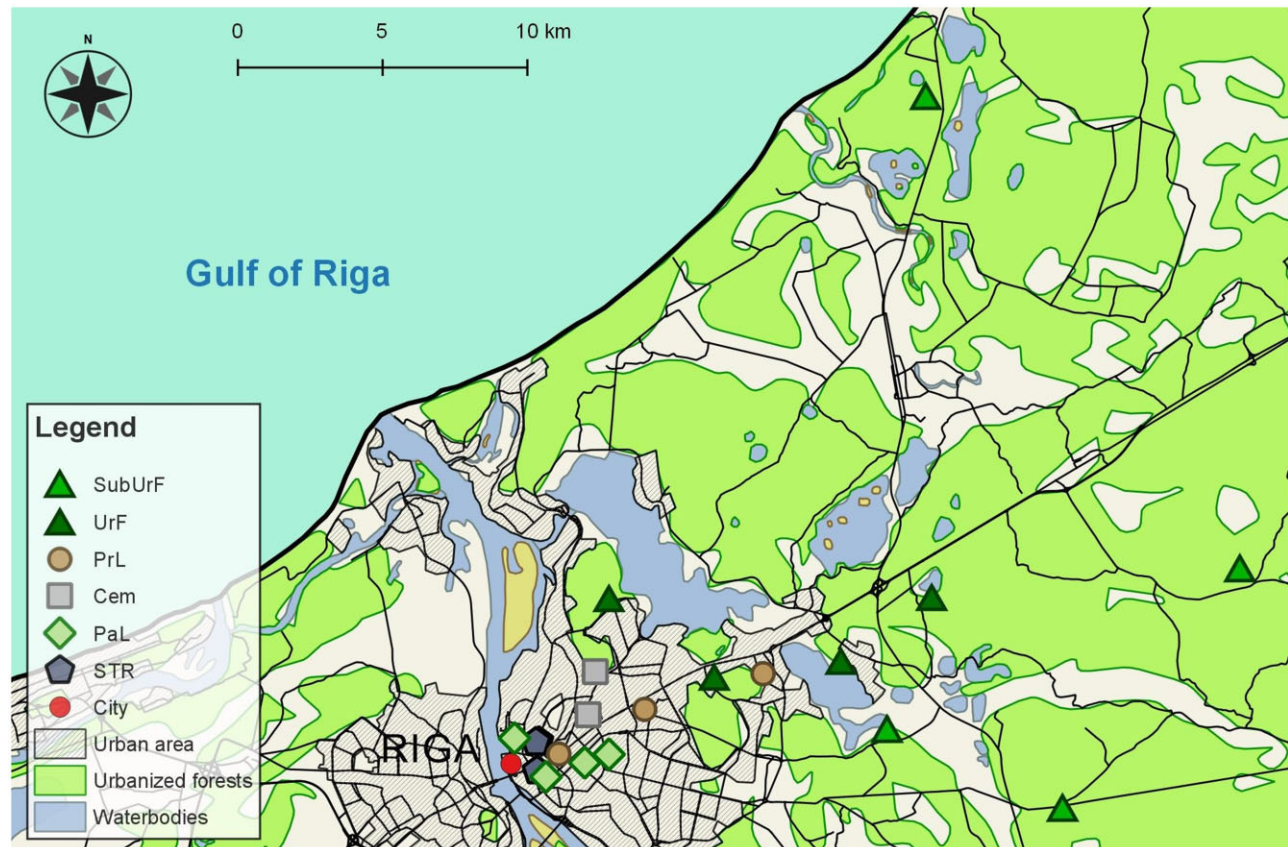 N
0 5 10 km
Gulf of Riga
Legend
SubUrF
UrF
PrL
Cem
PaL
STR
City
Urban area
Urbanized forests
Waterbodies
RIGA